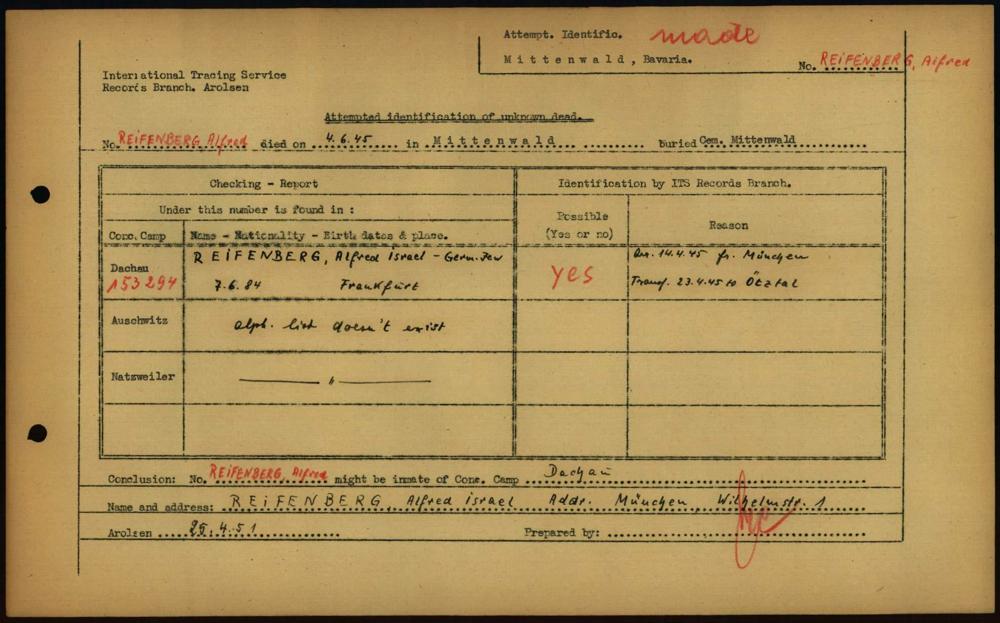 Attempt. Identific. made
Mittenwald, Bavaria.
No. REIFENBERG, Alfred
International Tracing Service
Records Branch. Arolsen
Attempted identification of unknown dead.
No. REIFENBERG Alfred died on 4.6.45 in Mittenwald buried Cem. Mittenwald
Checking - Report
Identification by ITS Records Branch.
Under this number is found in :
Possible
(Yes or no)
Reason
Conc. Camp
Name - Nationality - Birth dates & place.
Dachau
153294
REIFENBERG, Alfred Israel - Germ. Jew
7.6.84 Frankfurt
yes
Arr. 14.4.45 fr. München
Transf. 23.4.45 to Ötztal
Auschwitz
alph. list doesn't exist
Natzweiler
— " —
Conclusion: No. REIFENBERG, Alfred might be inmate of Conc. Camp Dachau
Name and address: REIFENBERG, Alfred israel Addr. München, Wilhelmstr. 1
Arolsen 25.4.51
Prepared by: